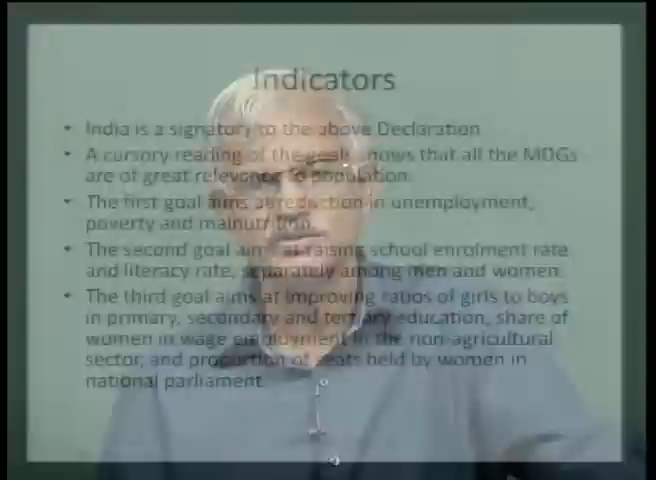 Indicators
• India is a signatory to the above Declaration
• A cursory reading of the goals shows that all the MDGs
are of great relevance to population.
• The first goal aims at reduction in unemployment,
poverty and malnutrition.
• The second goal aims at raising school enrolment rate
and literacy rate, separately among men and women.
• The third goal aims at improving ratios of girls to boys
in primary, secondary and tertiary education, share of
women in wage employment in the non-agricultural
sector, and proportion of seats held by women in
national parliament.